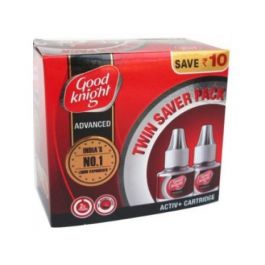 Good
knight
SAVE ₹10
ADVANCED
TWIN SAVER PACK
INDIA'S
NO.1
ACTIV+ CARTRIDGE